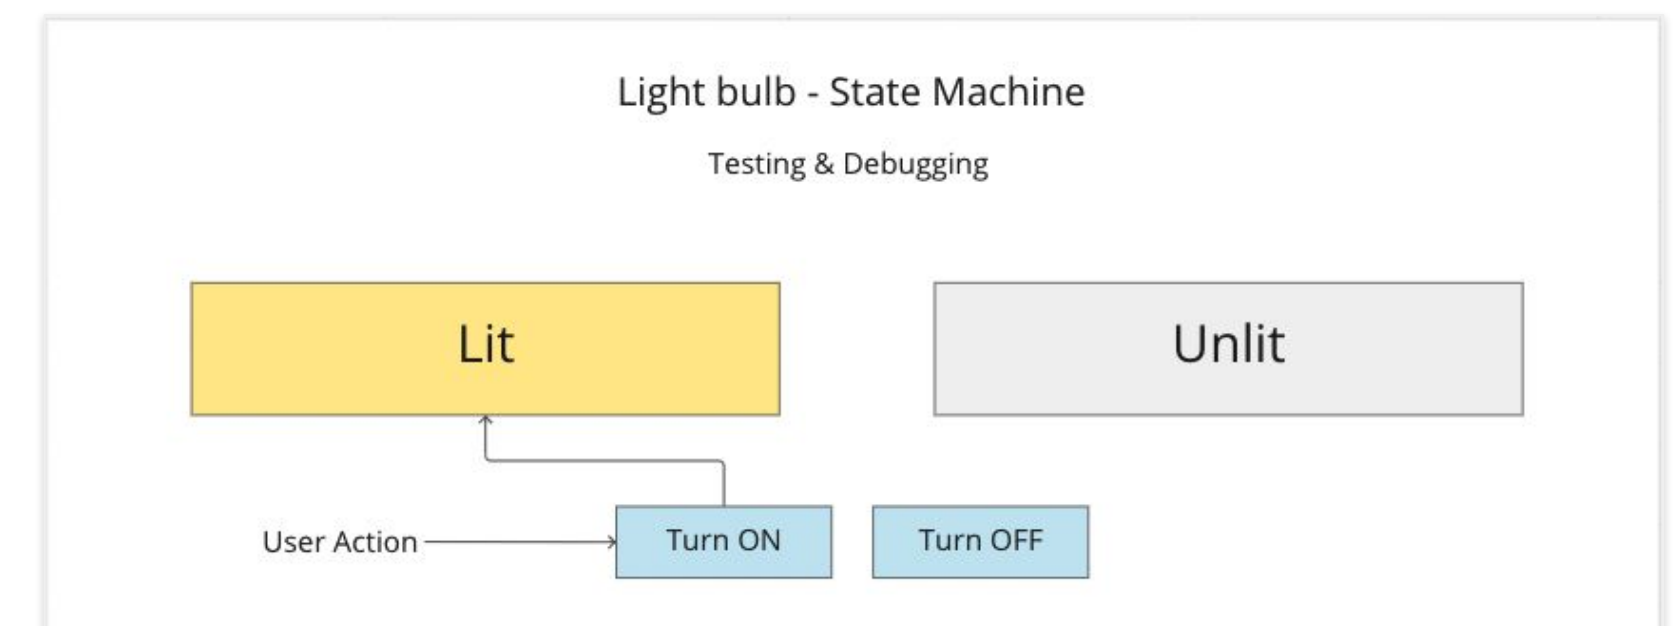 Light bulb - State Machine
Testing & Debugging
Lit
Unlit
User Action
Turn ON
Turn OFF